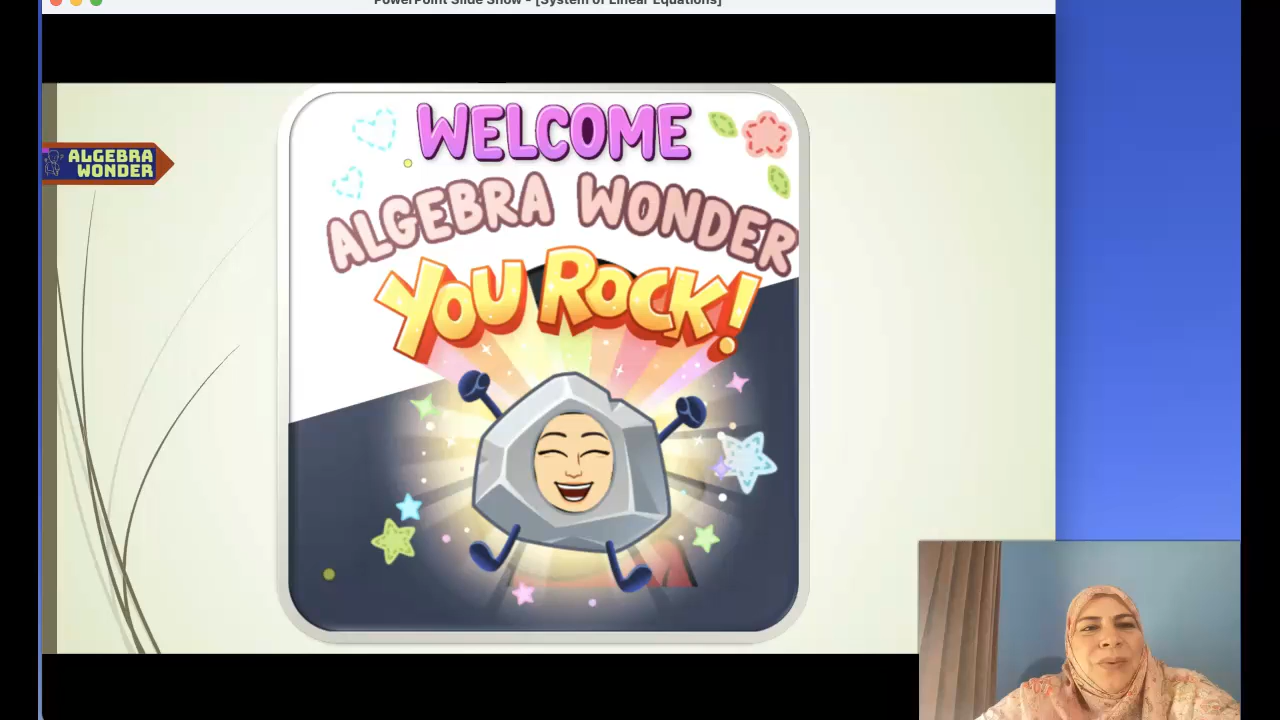 PowerPoint Slide Show - [System of Linear Equations]
WELCOME
ALGEBRA
WONDER
ALGEBRA WONDER
YOU ROCK!